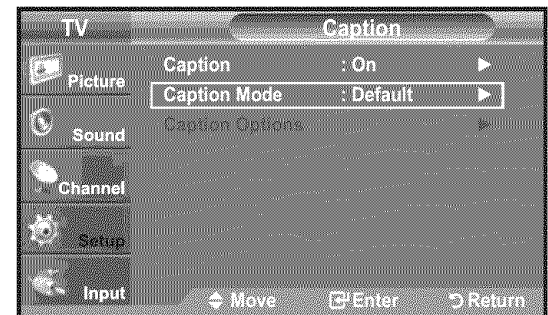 TV
Caption
Picture
Sound
Channel
Setup
Input
Caption : On ►
Caption Mode : Default ►
Caption Options ►
Move Enter Return